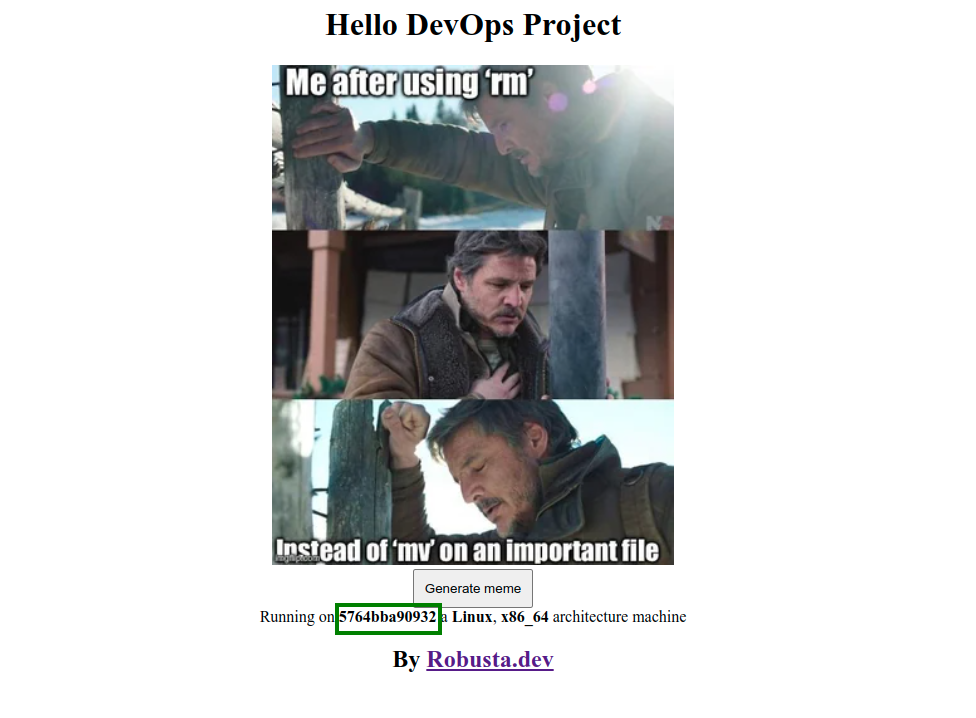 Hello DevOps Project
Me after using ‘rm’
Instead of ‘mv’ on an important file
Generate meme
Running on 5764bba90932 a Linux, x86_64 architecture machine
By Robusta.dev